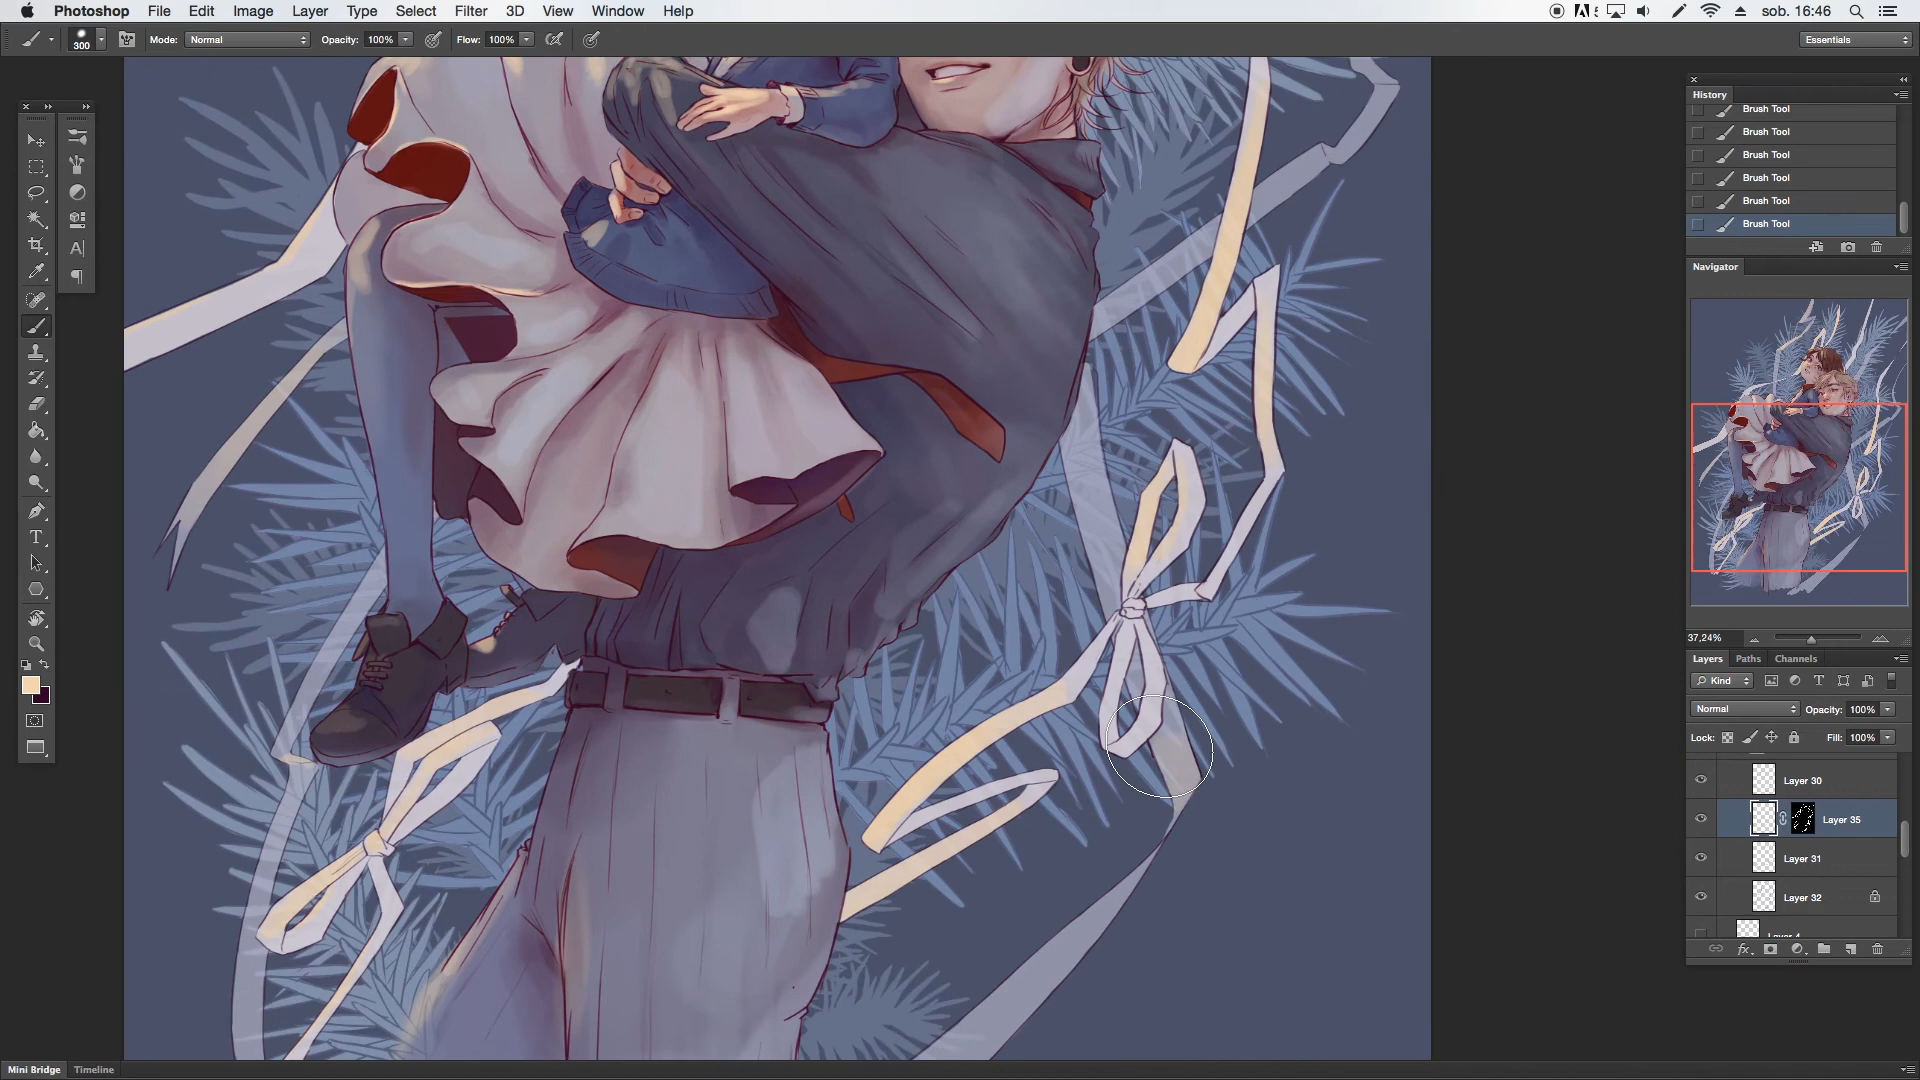 Photoshop File Edit Image Layer Type Select Filter 3D View Window Help sob. 16:46
300 Mode: Normal Opacity: 100% Flow: 100% Essentials
History
Brush Tool
Brush Tool
Brush Tool
Brush Tool
Brush Tool
Brush Tool
Navigator
37,24%
Layers Paths Channels
Kind
Normal Opacity: 100%
Lock: Fill: 100%
Layer 30
Layer 35
Layer 31
Layer 32
Layer 4
Mini Bridge Timeline